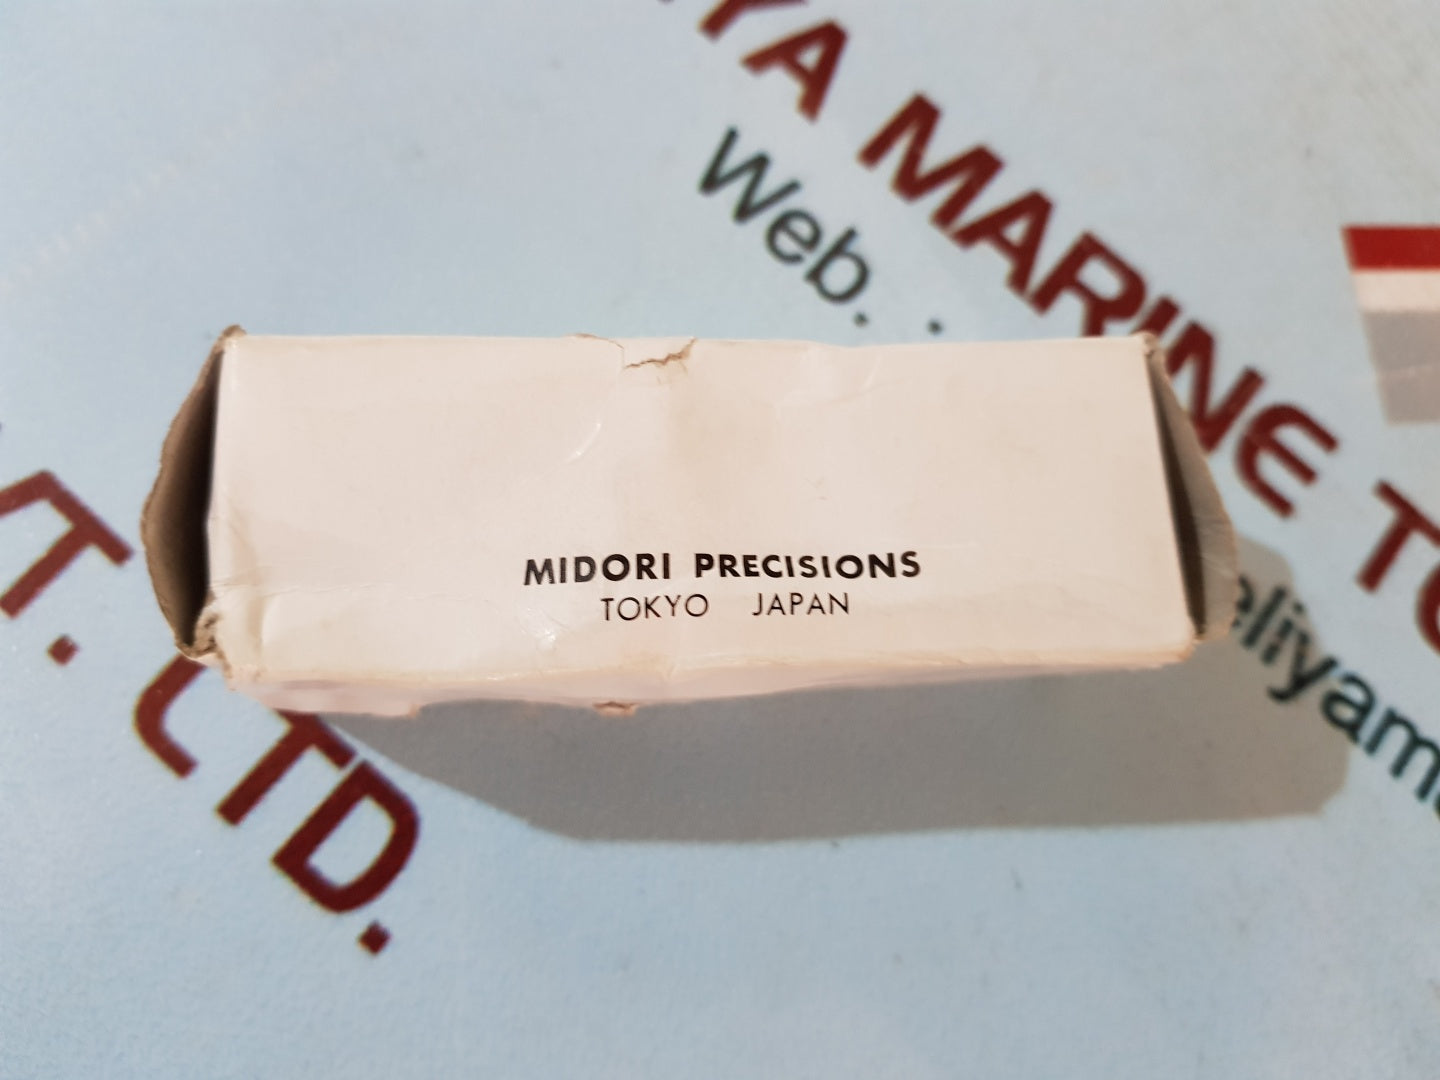 YA MARINE
Web. :
MIDORI PRECISIONS
TOKYO JAPAN
eliyam
T. LTD.